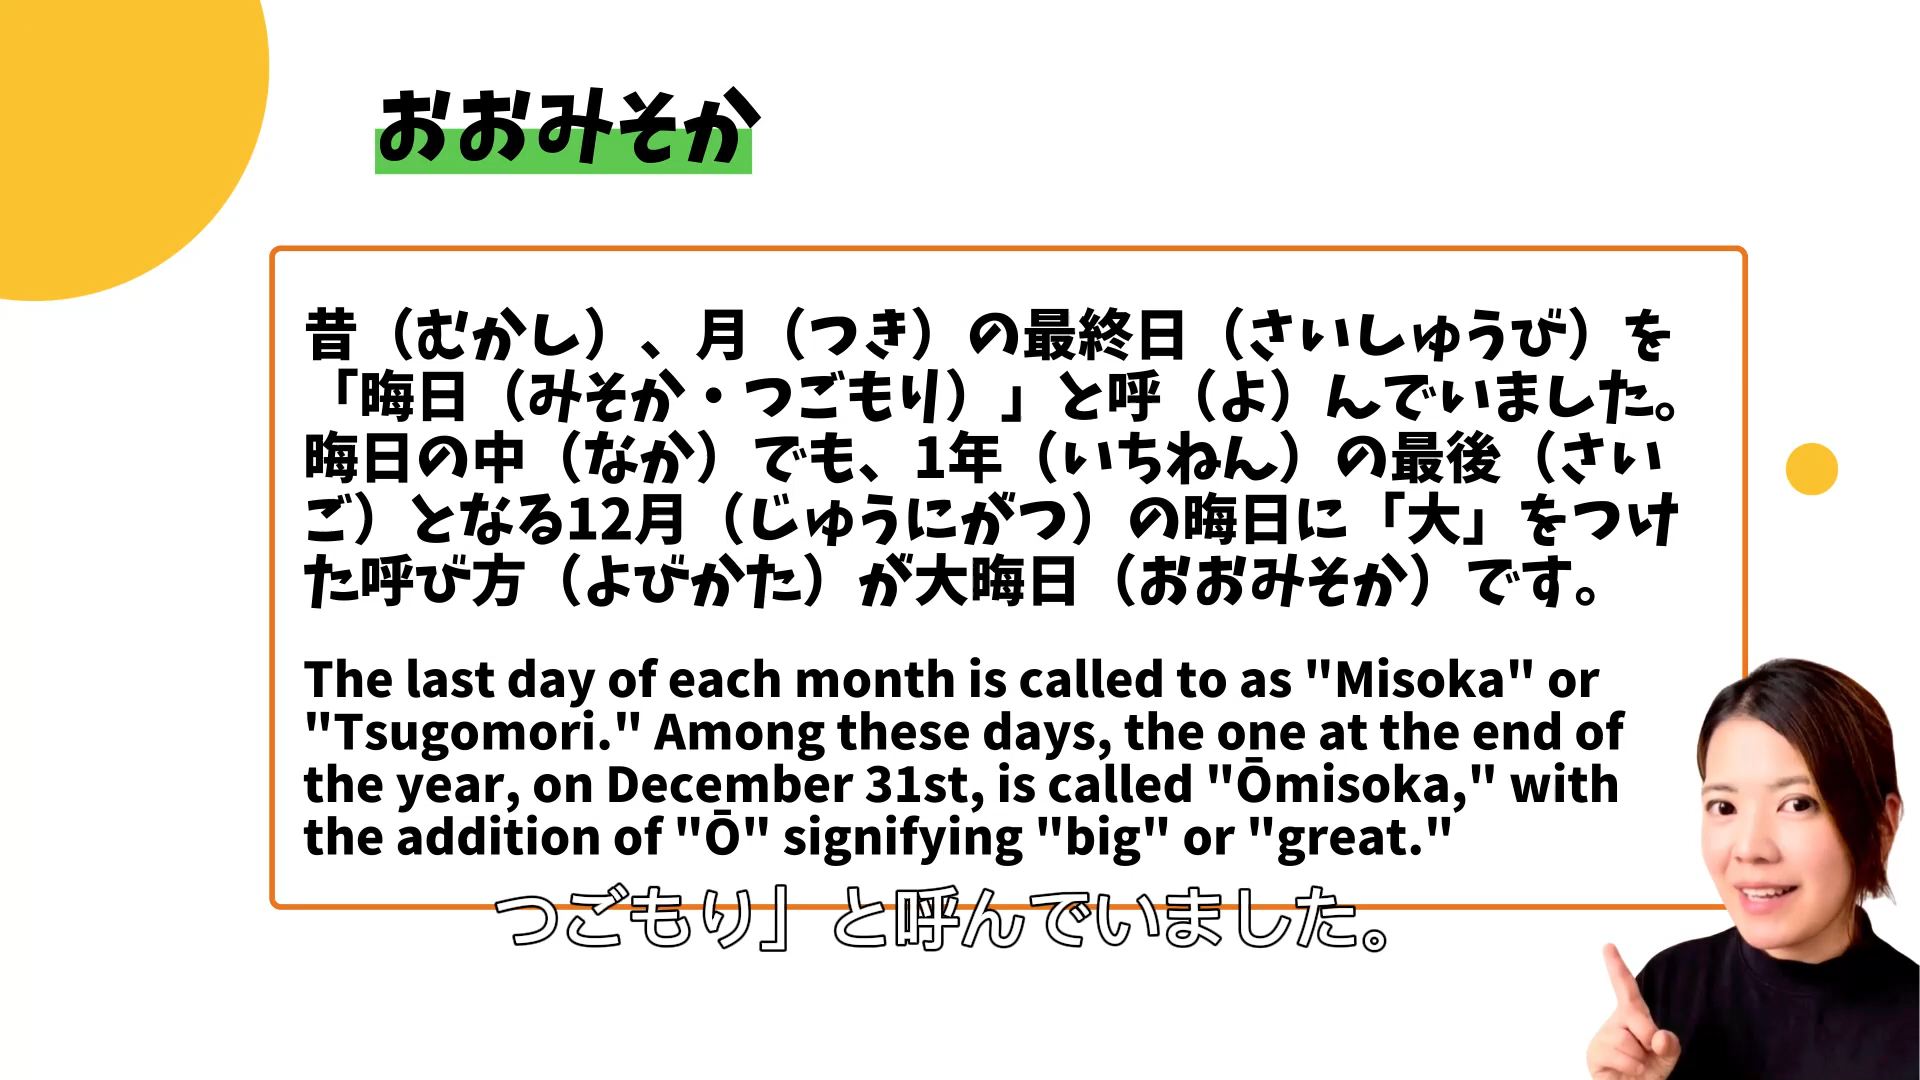 おおみそか
昔（むかし）、月（つき）の最終日（さいしゅうび）を
「晦日（みそか・つごもり）」と呼（よ）んでいました。
晦日の中（なか）でも、1年（いちねん）の最後（さい
ご）となる12月（じゅうにがつ）の晦日に「大」をつけ
た呼び方（よびかた）が大晦日（おおみそか）です。
The last day of each month is called to as "Misoka" or
"Tsugomori." Among these days, the one at the end of
the year, on December 31st, is called "Ōmisoka," with
the addition of "Ō" signifying "big" or "great."
つごもり」と呼んでいました。